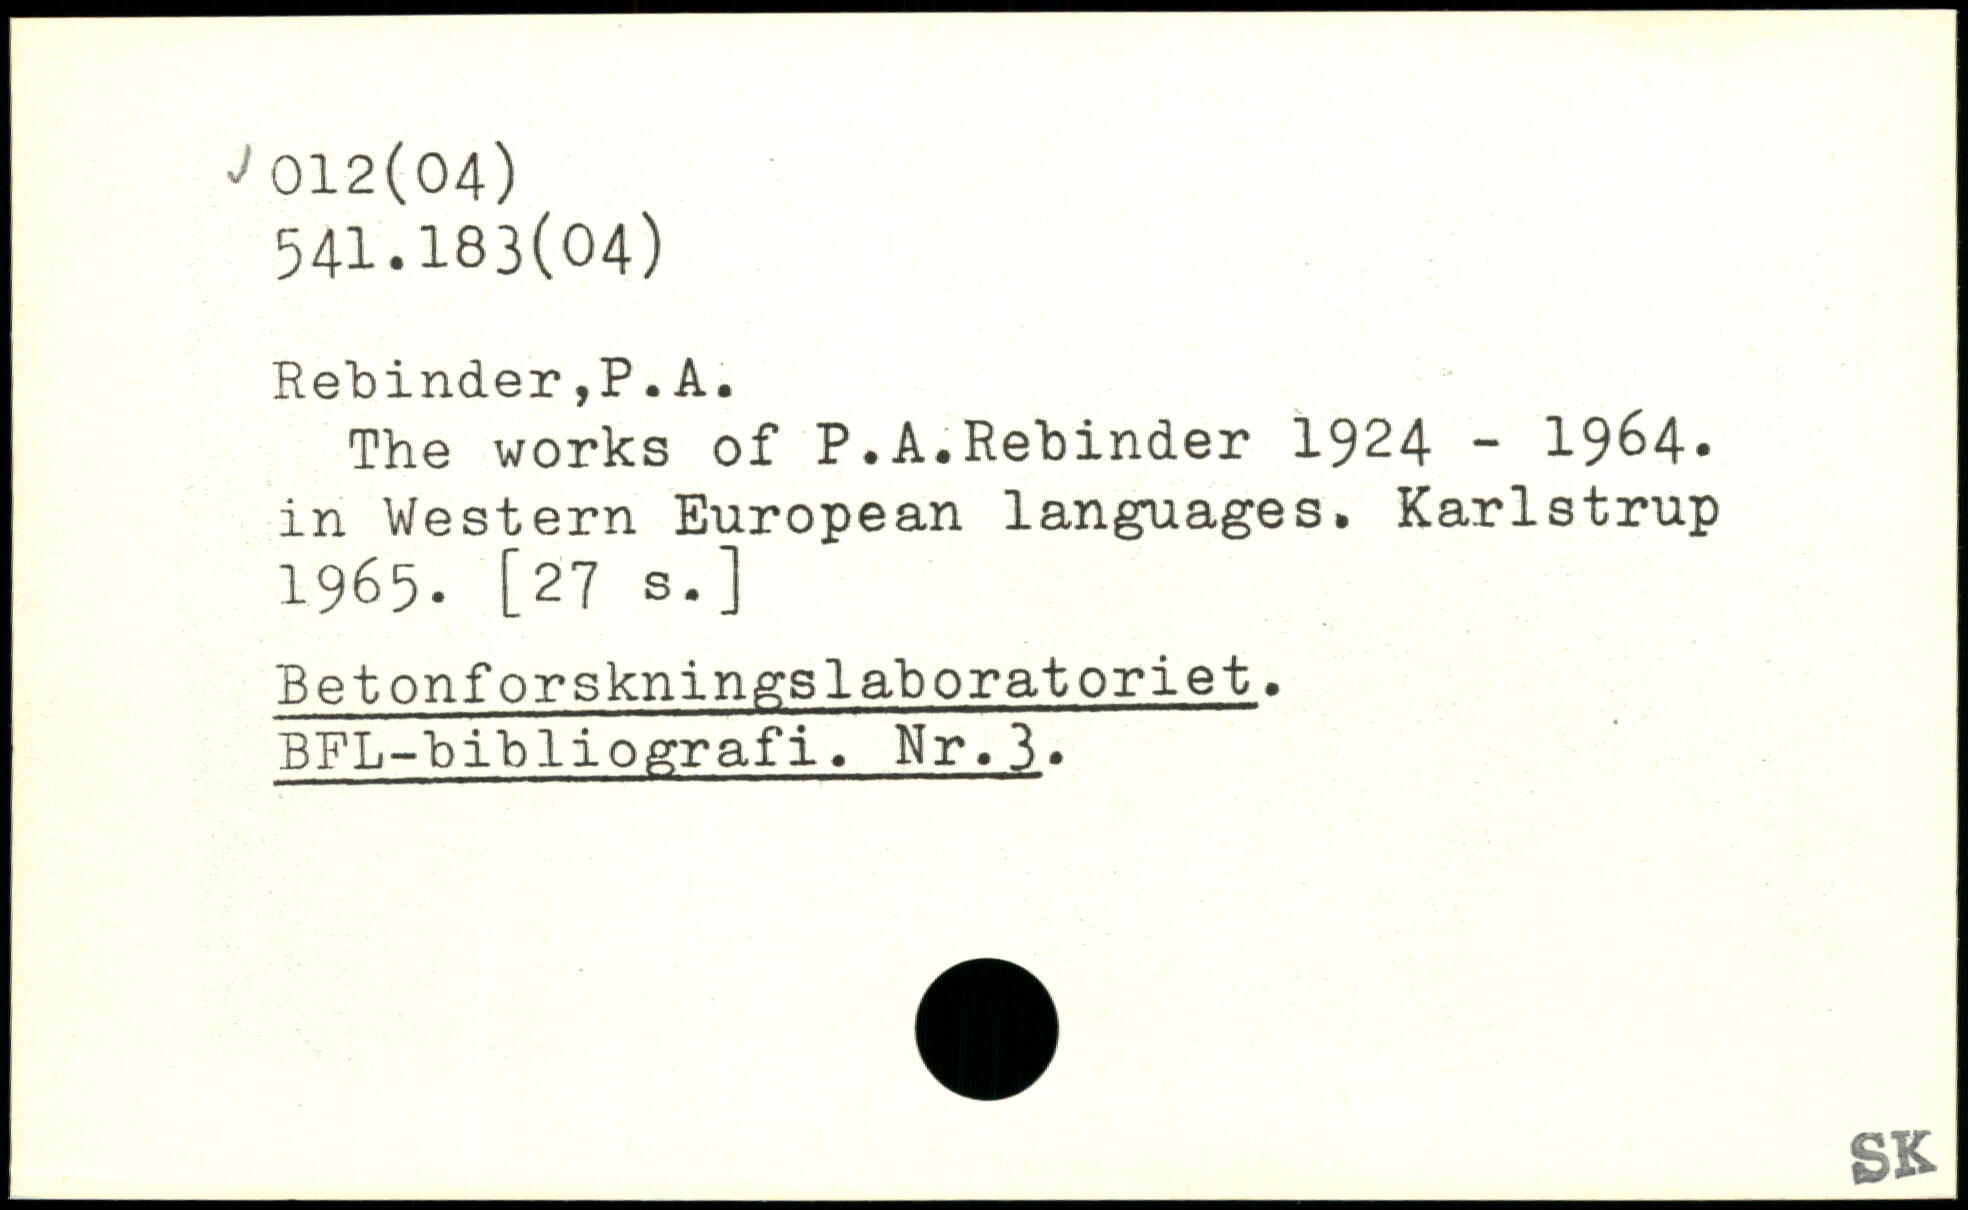 ✓ 012(04)
541.183(04)
Rebinder,P.A.
The works of P.A.Rebinder 1924 - 1964.
in Western European languages. Karlstrup
1965. [27 s.]
Betonforskningslaboratoriet.
BFL-bibliografi. Nr.3.
SK